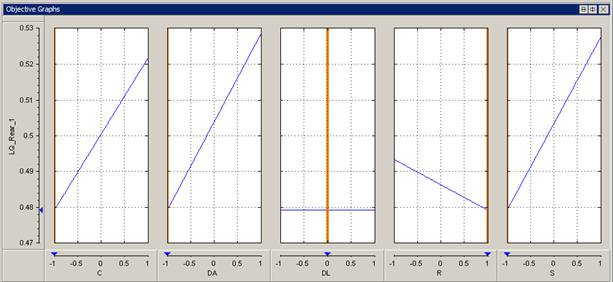 Objective Graphs
LQ_Rear_1
0.53
0.52
0.51
0.5
0.49
0.48
0.47
-1 -0.5 0 0.5 1
C
-1 -0.5 0 0.5 1
DA
-1 -0.5 0 0.5 1
DL
-1 -0.5 0 0.5 1
R
-1 -0.5 0 0.5 1
S